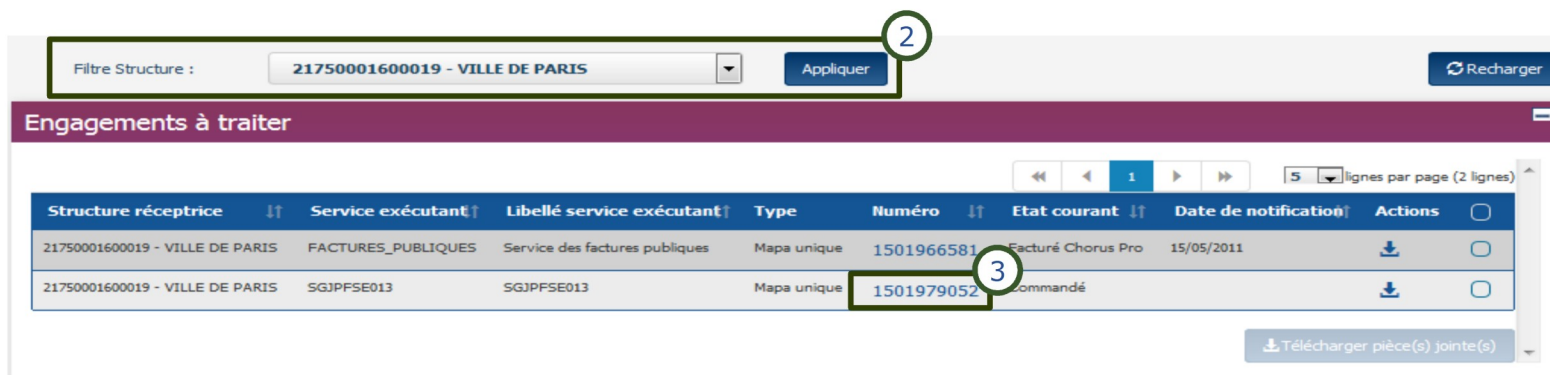 2
Filtre Structure : 21750001600019 - VILLE DE PARIS Appliquer Recharger
Engagements à traiter
1 5 lignes par page (2 lignes)
Structure réceptrice Service exécutant Libellé service exécutant Type Numéro Etat courant Date de notification Actions
21750001600019 - VILLE DE PARIS FACTURES_PUBLIQUES Service des factures publiques Mapa unique 1501966581 Facturé Chorus Pro 15/05/2011
3
21750001600019 - VILLE DE PARIS SGJPFSE013 SGJPFSE013 Mapa unique 1501979052 Commandé
Télécharger pièce(s) jointe(s)